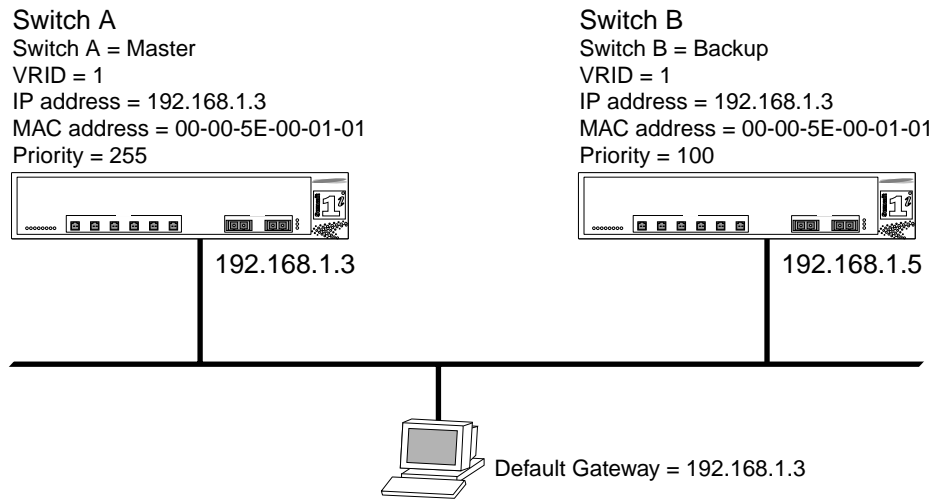 Switch A
Switch A = Master
VRID = 1
IP address = 192.168.1.3
MAC address = 00-00-5E-00-01-01
Priority = 255
Switch B
Switch B = Backup
VRID = 1
IP address = 192.168.1.3
MAC address = 00-00-5E-00-01-01
Priority = 100
1i
1i
192.168.1.3
192.168.1.5
Default Gateway = 192.168.1.3